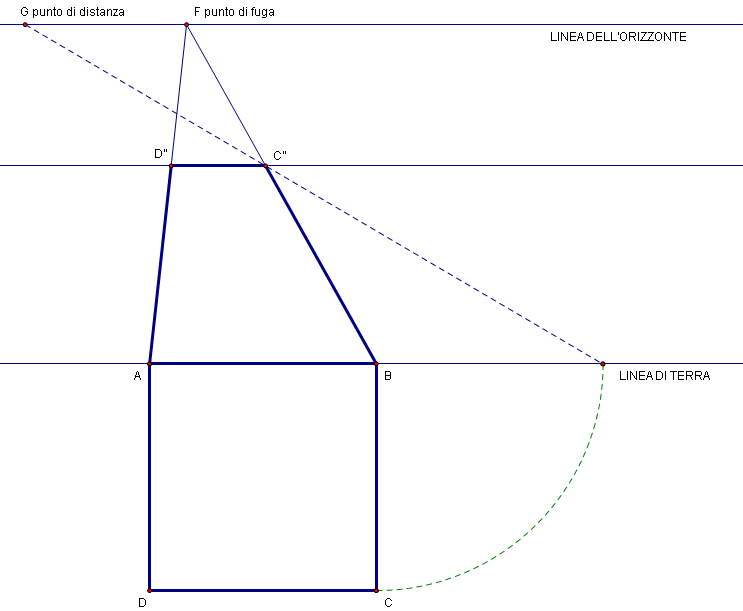 G punto di distanza
F punto di fuga
LINEA DELL'ORIZZONTE
D"
C"
A
B
LINEA DI TERRA
D
C